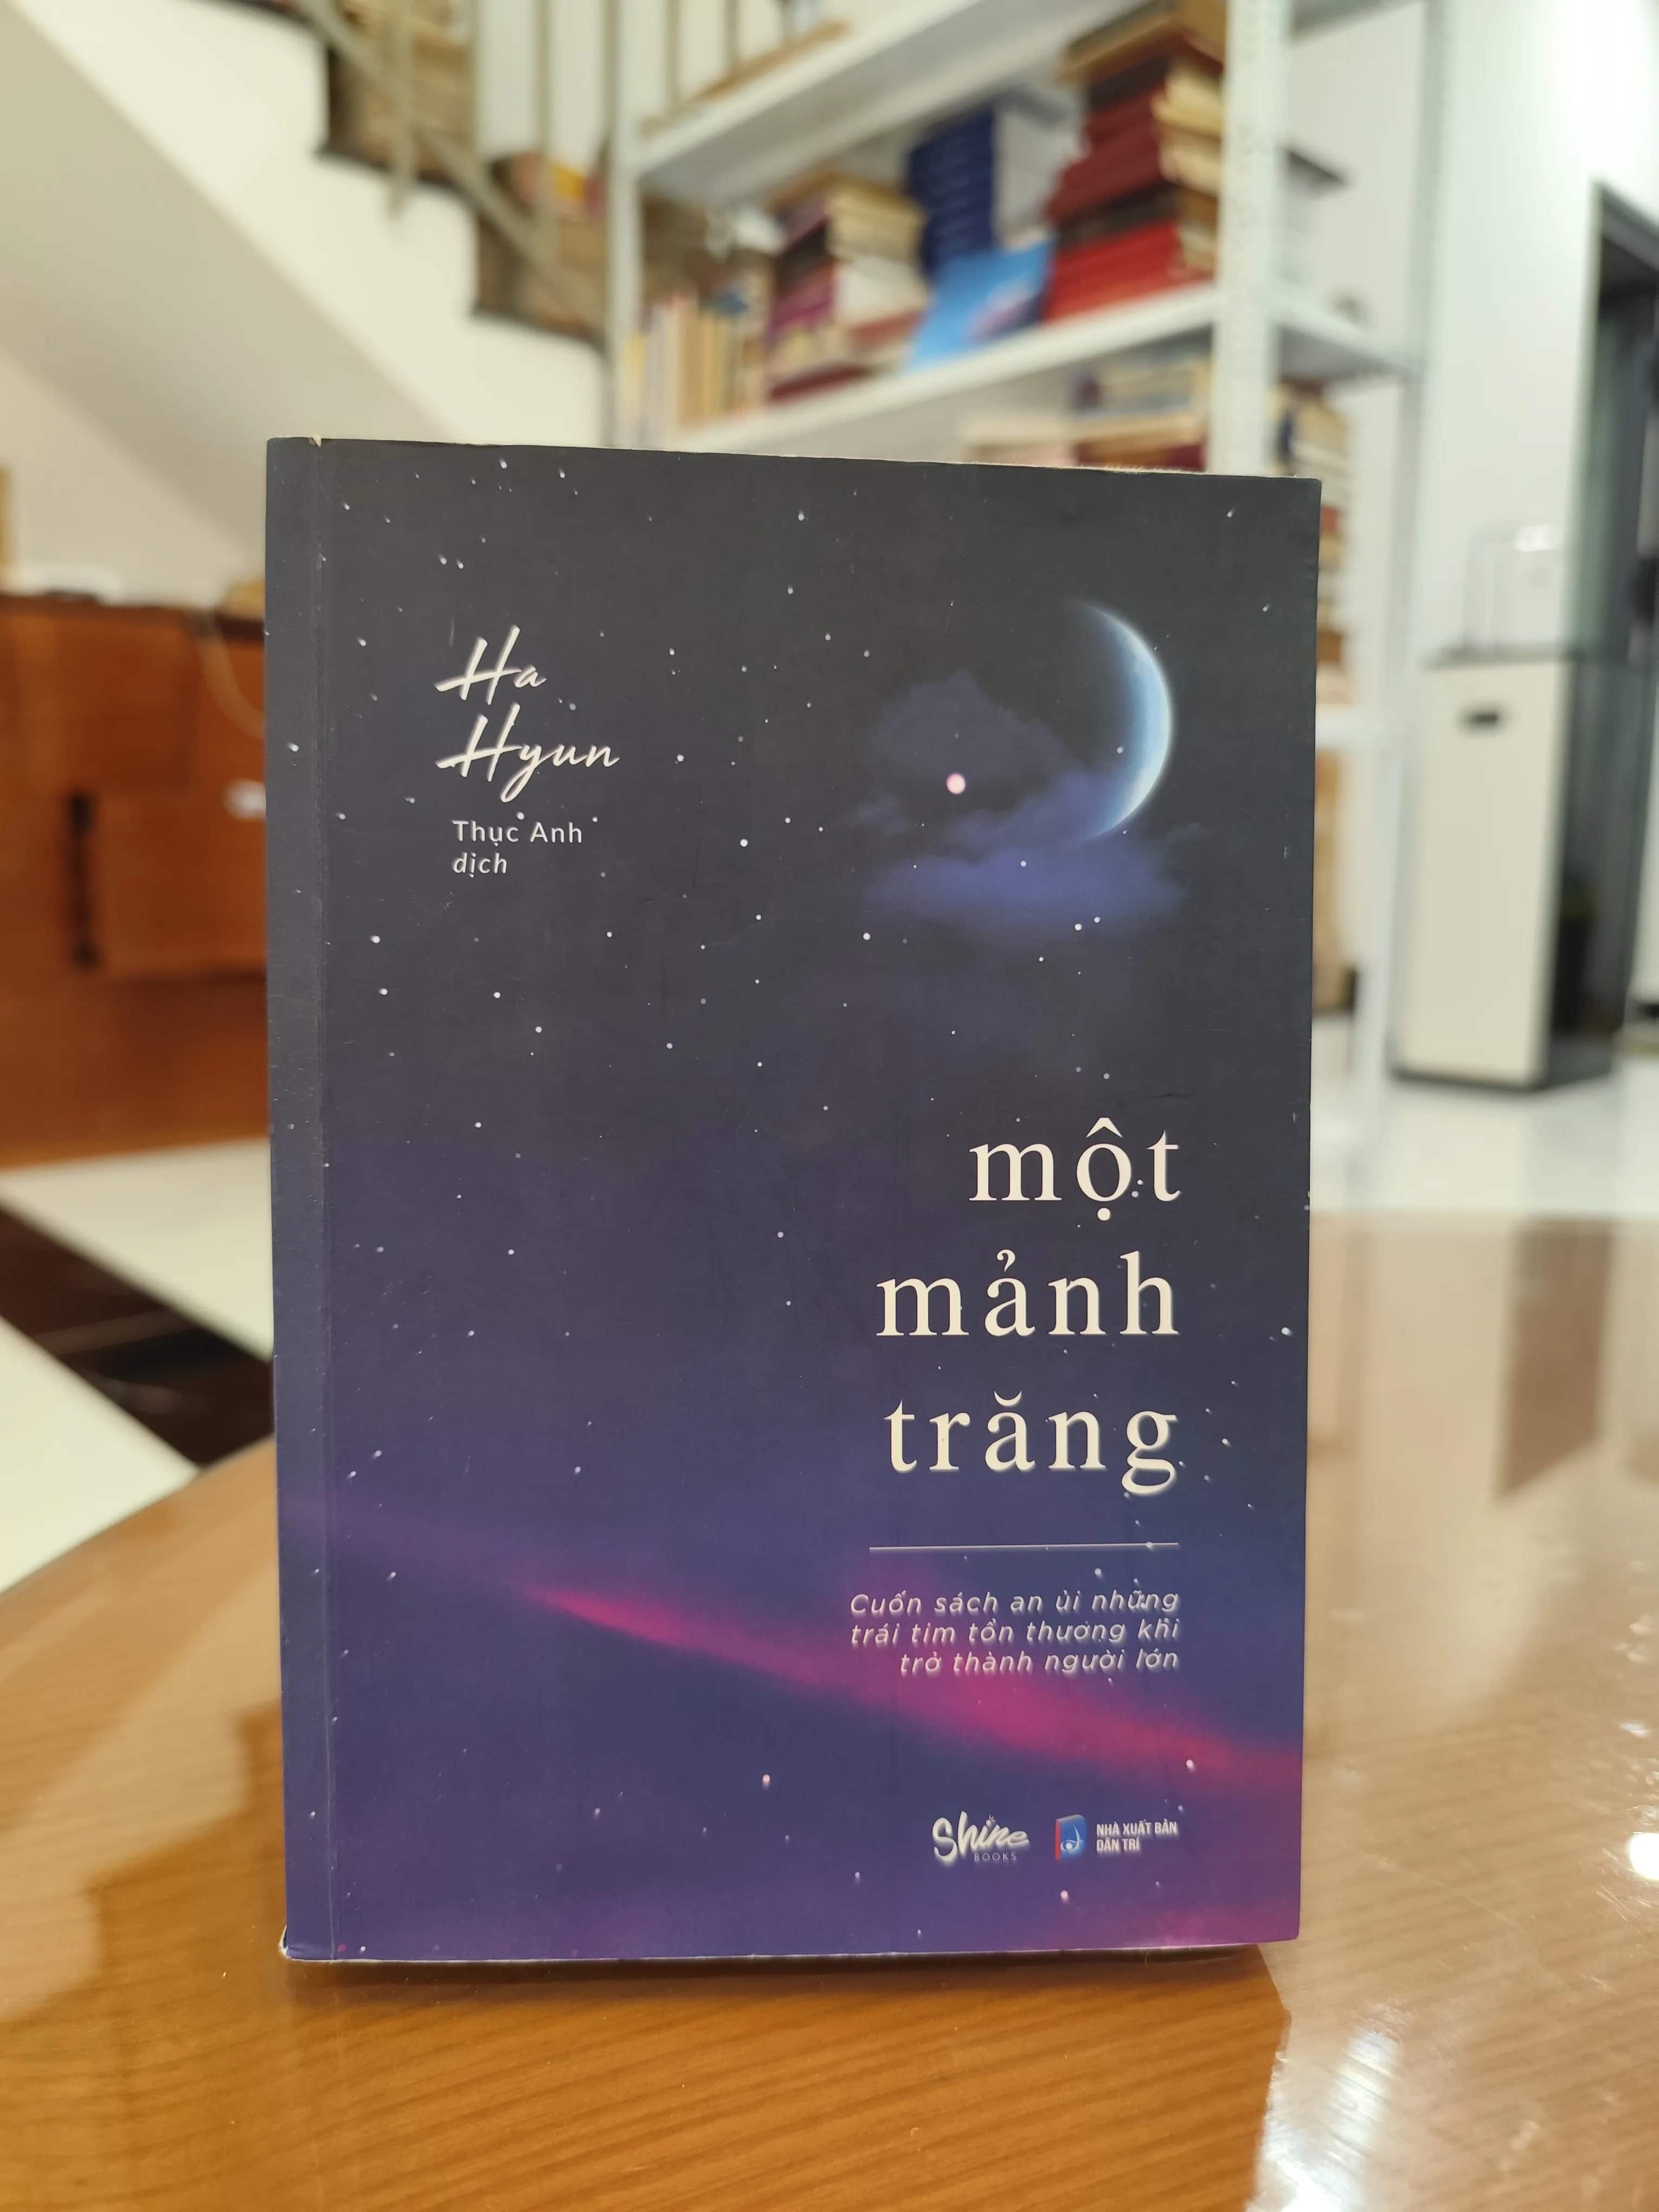 Ha
Hyun
Thục Anh
dịch
một
mảnh
trăng
Cuốn sách an ủi những
trái tim tổn thương khi
trở thành người lớn
Shine
BOOKS
NHÀ XUẤT BẢN
DÂN TRÍ